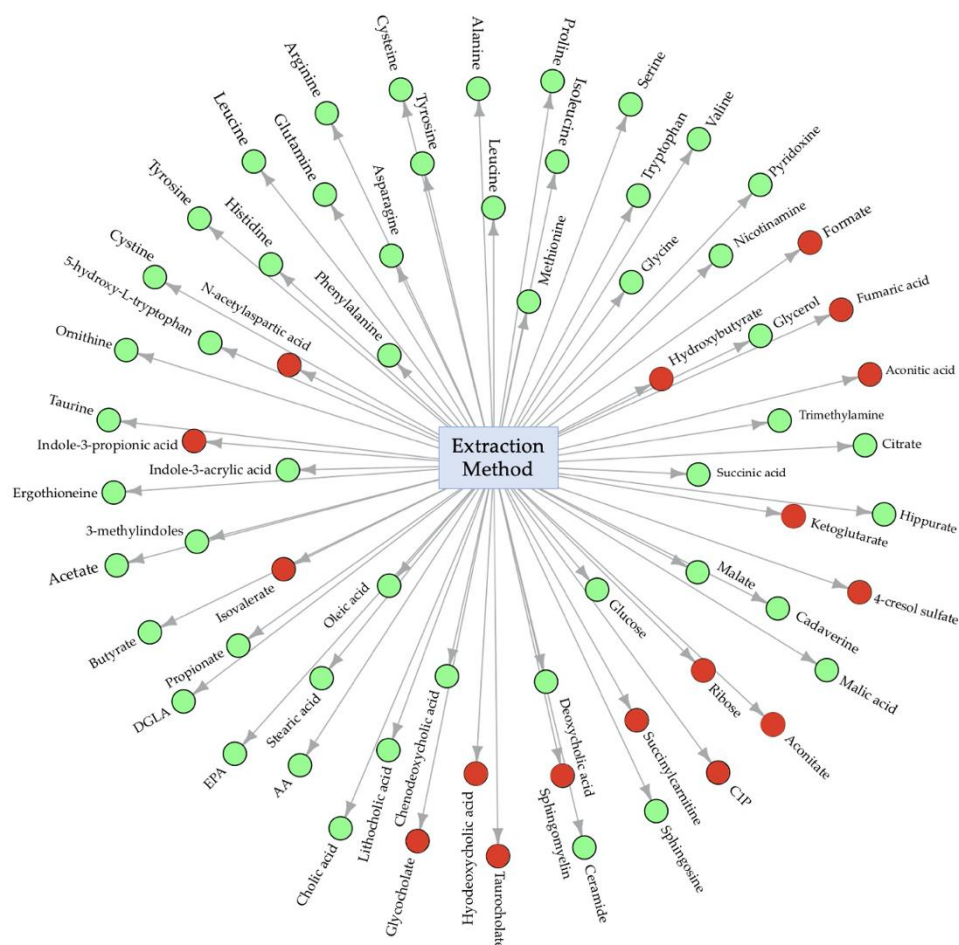 Cysteine
Alanine
Proline
Arginine
Serine
Tyrosine
Isoleucine
Leucine
Glutamine
Leucine
Tryptophan
Valine
Tyrosine
Histidine
Asparagine
Methionine
Glycine
Nicotinamine
Pyridoxine
Cystine
5-hydroxy-L-tryptophan
N-acetylaspartic acid
Phenylalanine
Formate
Ornithine
Hydroxybutyrate
Glycerol
Fumaric acid
Aconitic acid
Taurine
Indole-3-propionic acid
Trimethylamine
Citrate
Extraction
Method
Indole-3-acrylic acid
Succinic acid
Ergothioneine
Hippurate
Ketoglutarate
3-methylindoles
Acetate
Isovalerate
Oleic acid
Glucose
Malate
4-cresol sulfate
Cadaverine
Butyrate
Propionate
Malic acid
DGLA
Stearic acid
Chenodeoxycholic acid
Deoxycholic acid
Ribose
Aconitate
EPA
AA
Lithocholic acid
Succinylcarnitine
C1P
Cholic acid
Glycocholate
Hyodeoxycholic acid
Taurocholate
Sphingomyelin
Ceramide
Sphingosine